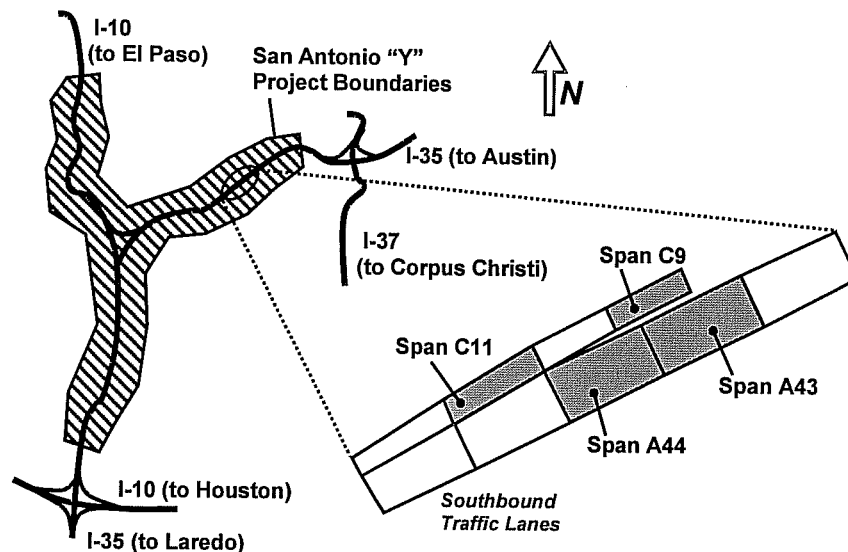 I-10
(to El Paso)
San Antonio “Y”
Project Boundaries
N
I-35 (to Austin)
I-37
(to Corpus Christi)
Span C9
Span C11
Span A43
Span A44
I-10 (to Houston)
Southbound
Traffic Lanes
I-35 (to Laredo)